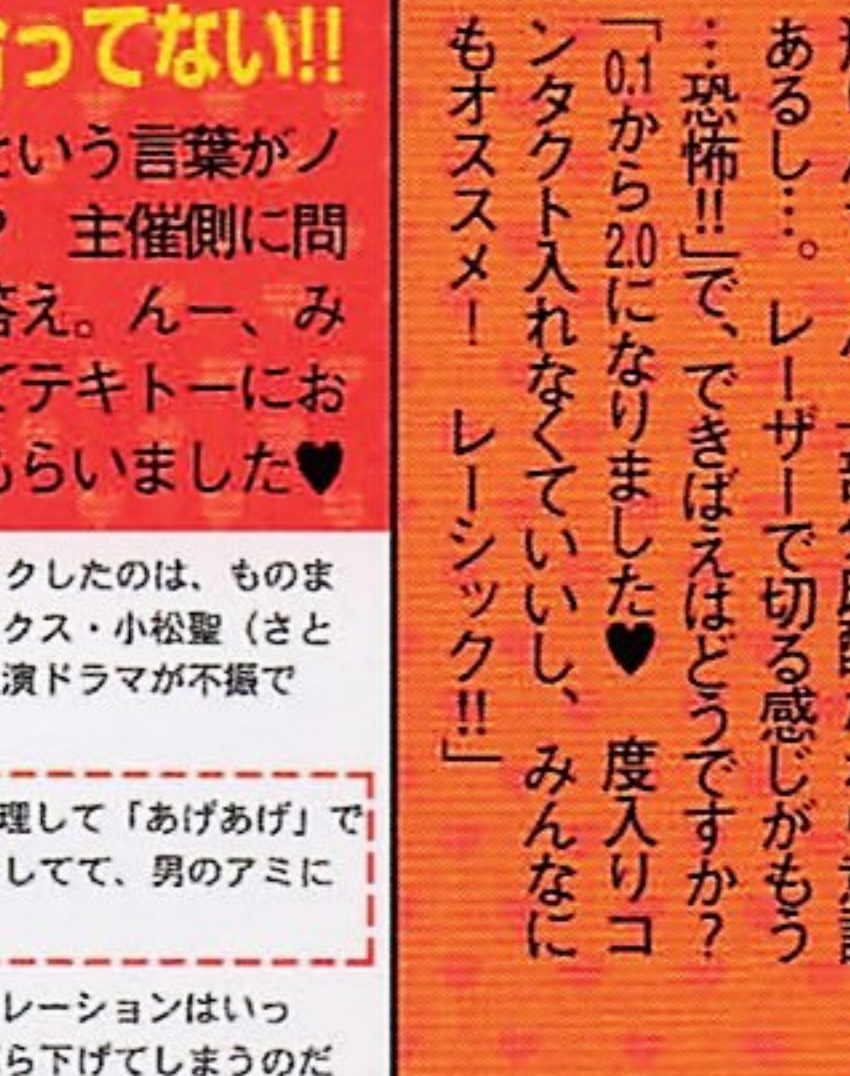 ってない!!
いう言葉がノ
主催側に問
答え。んー、み
テキトーにお
もらいました♥
クしたのは、ものま
クス・小松聖（さと
演ドラマが不振で
理して「あげあげ」で
してて、男のアミに
レーションはいっ
ら下げてしまうのだ
あるし…。レーザーで切る感じがもう
…恐怖!!」で、できばえはどうですか?
「0.1から2.0になりました♥ 度入りコ
ンタクト入れなくていいし、みんなに
もオススメ! レーシック!!」